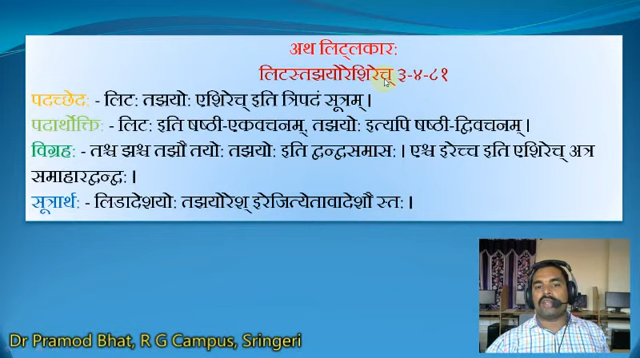 अथ लिट्लकारः
लिटस्तझयोरेशिरेच् ३-४-८१
पदच्छेदः - लिटः तझयोः एशिरेच् इति त्रिपदं सूत्रम् ।
पदार्थोक्तिः - लिटः इति षष्ठी-एकवचनम्, तझयोः इत्यपि षष्ठी-द्विवचनम् ।
विग्रहः - तश्च झश्च तझौ तयोः तझयोः इति द्वन्द्वसमासः । एश्च इरेच्च इति एशिरेच् अत्र
समाहारद्वन्द्वः ।
सूत्रार्थः - लिडादेशयोः तझयोरेश् इरेजित्येतावादेशौ स्तः ।
Dr Pramod Bhat, R G Campus, Sringeri